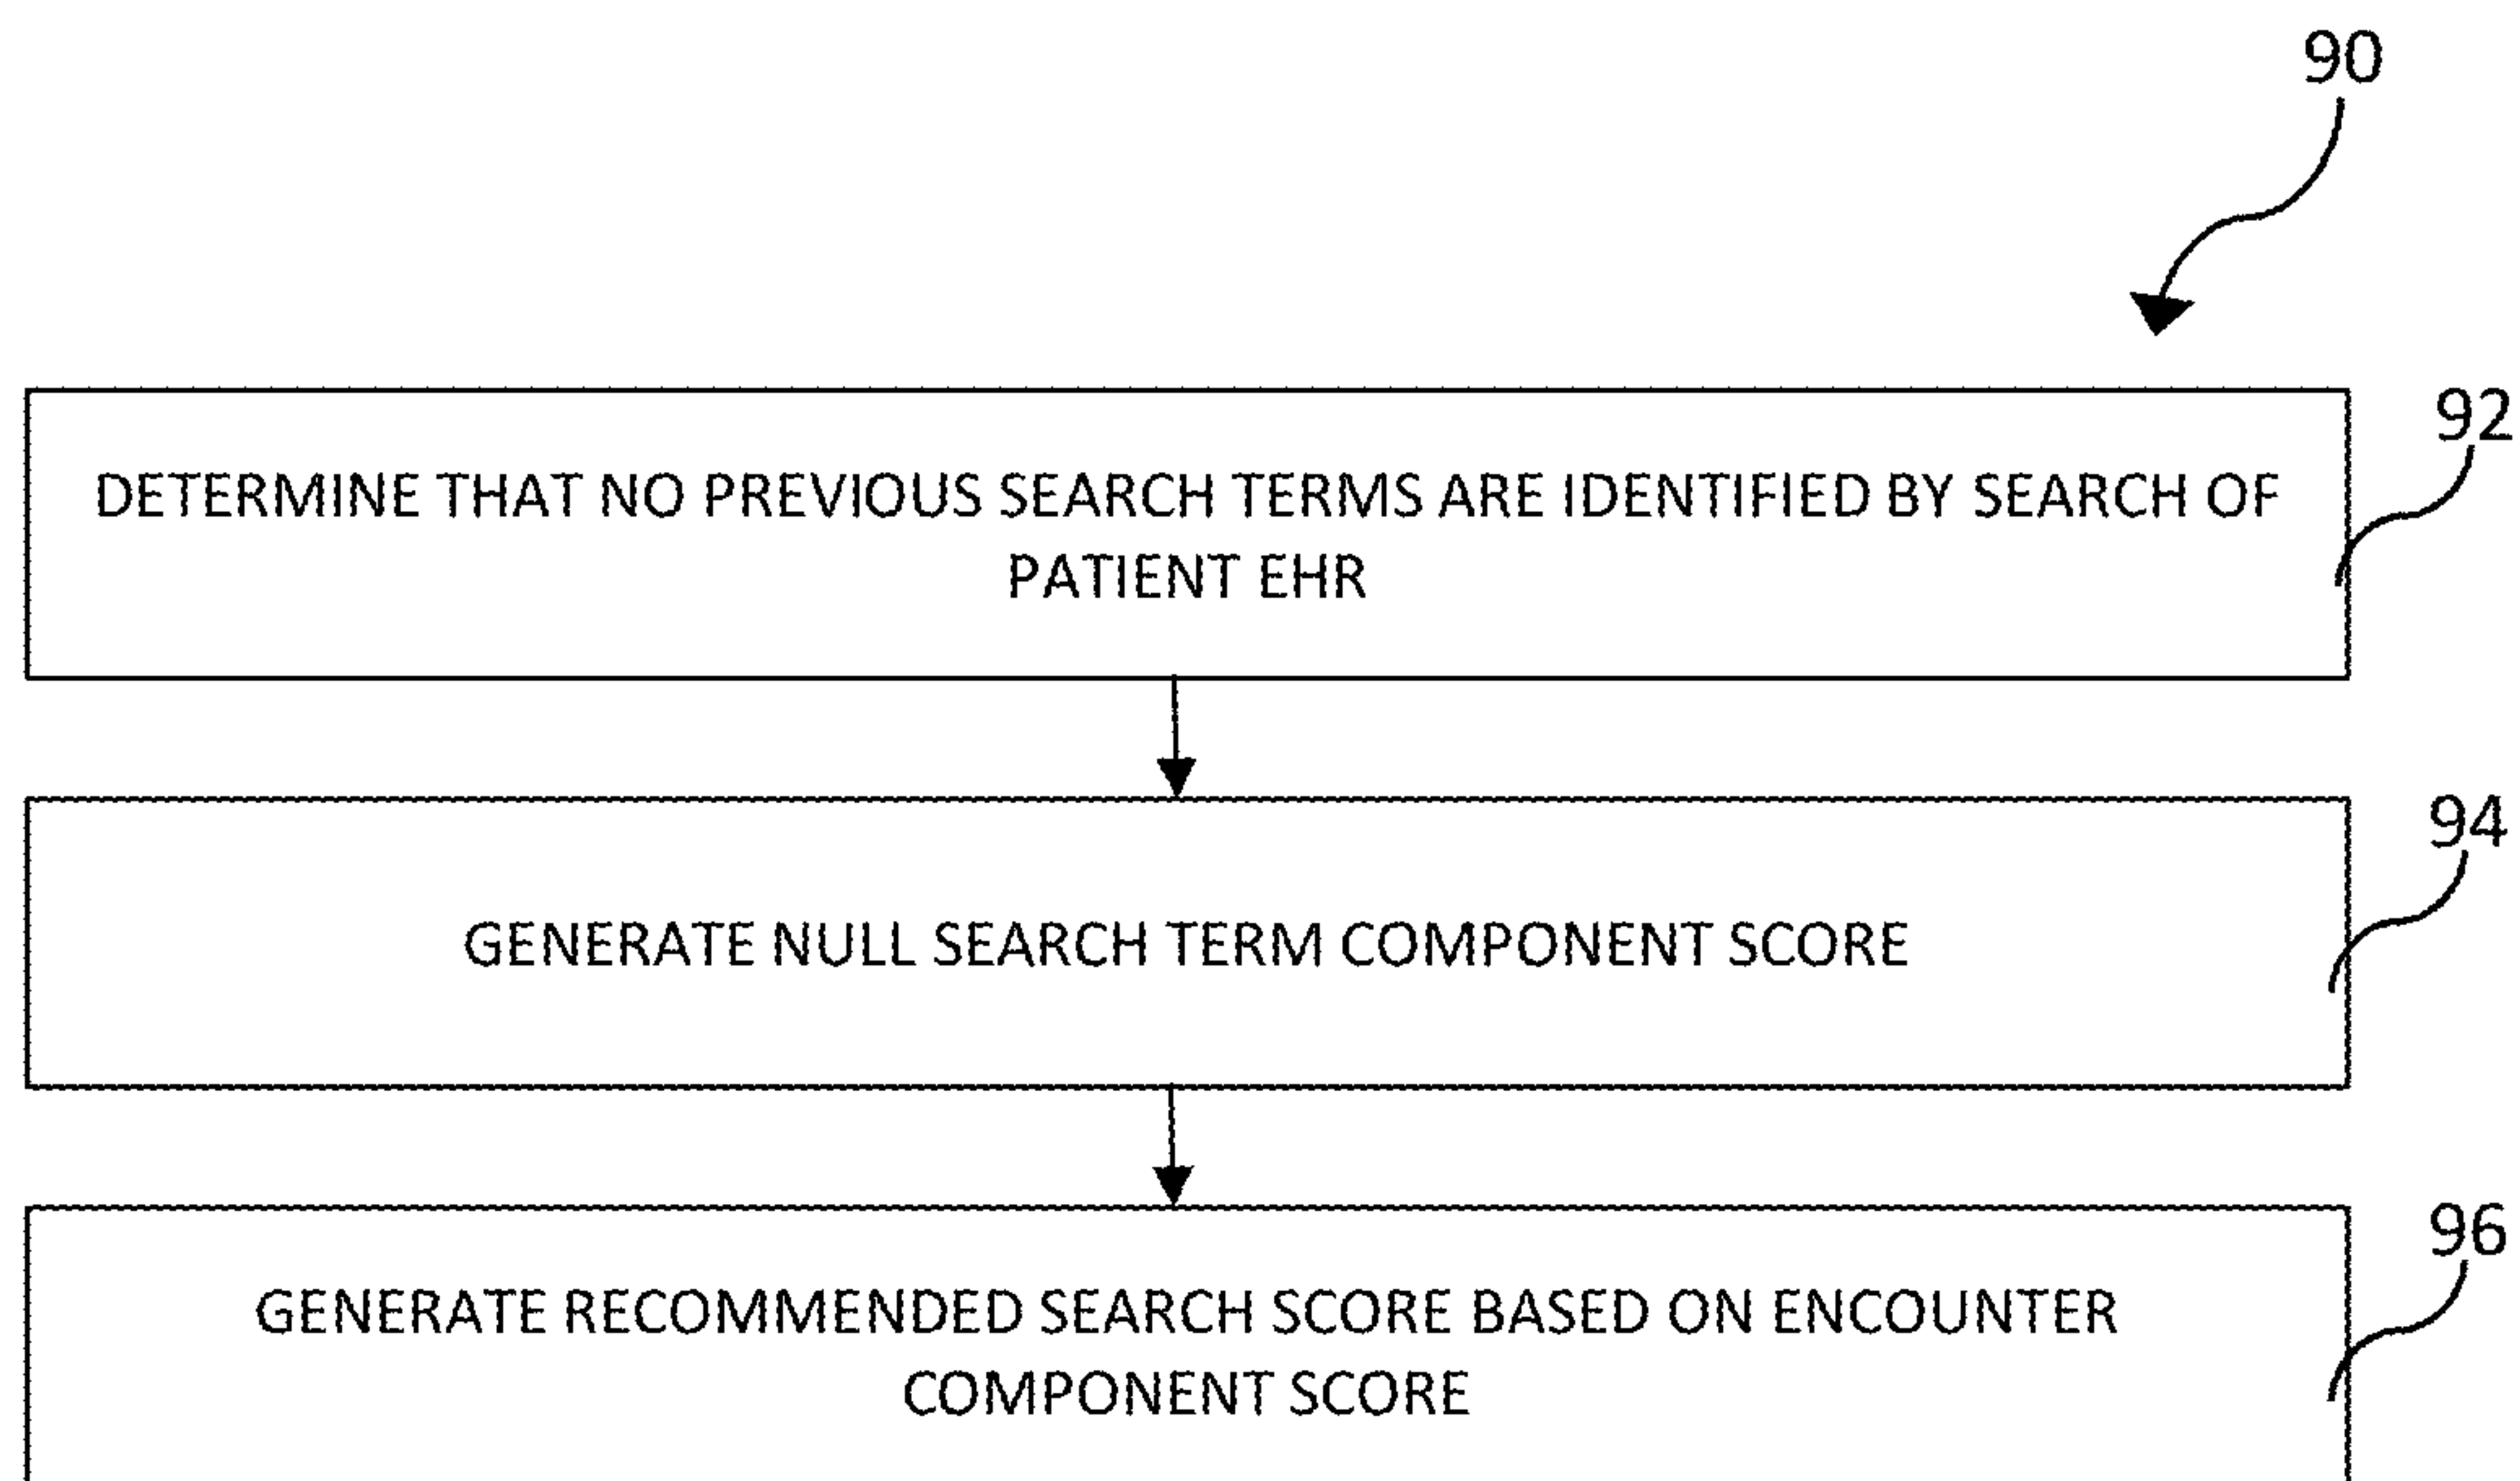 90
92
DETERMINE THAT NO PREVIOUS SEARCH TERMS ARE IDENTIFIED BY SEARCH OF
PATIENT EHR
94
GENERATE NULL SEARCH TERM COMPONENT SCORE
96
GENERATE RECOMMENDED SEARCH SCORE BASED ON ENCOUNTER
COMPONENT SCORE